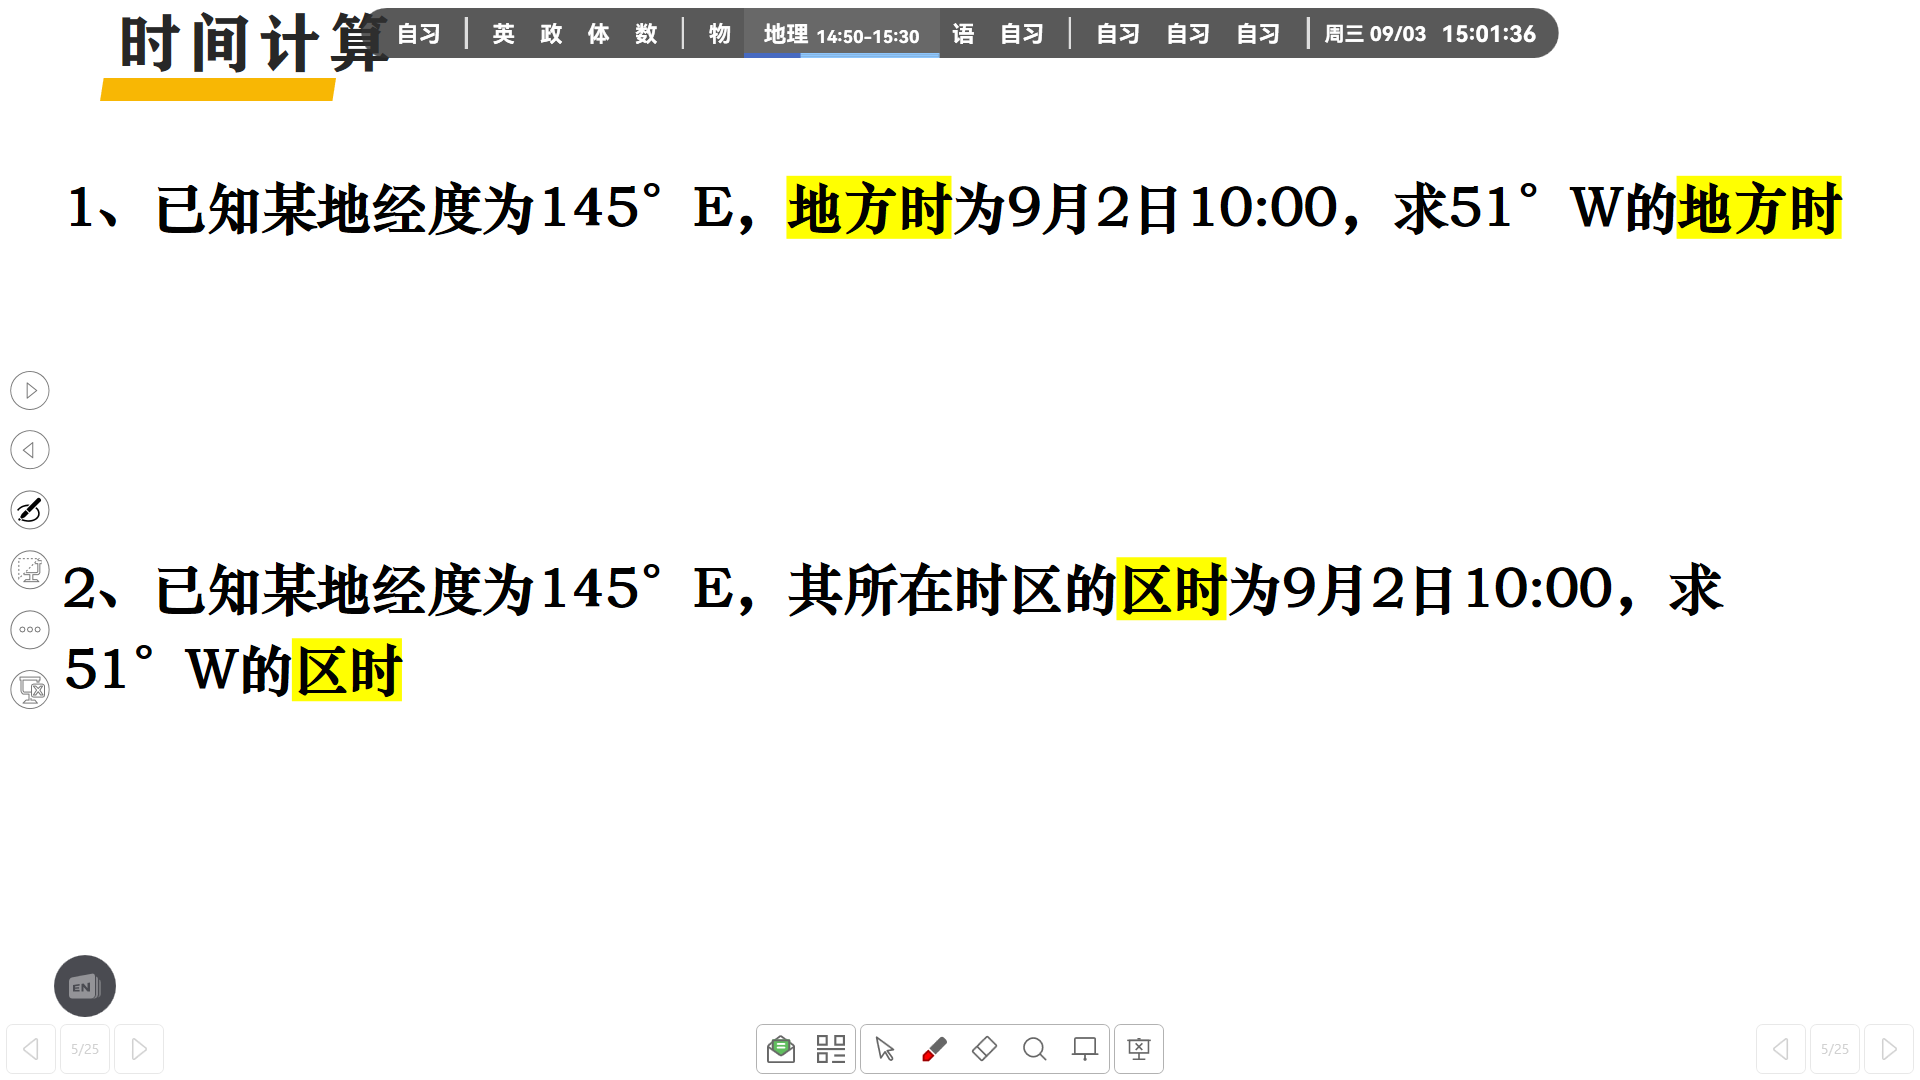 时间计算
自习 英 政 体 数 物 地理 14:50-15:30 语 自习 自习 自习 自习 周三 09/03 15:01:36
1、已知某地经度为145°E，地方时为9月2日10:00，求51°W的地方时
2、已知某地经度为145°E，其所在时区的区时为9月2日10:00，求
51°W的区时
EN
5/25
5/25